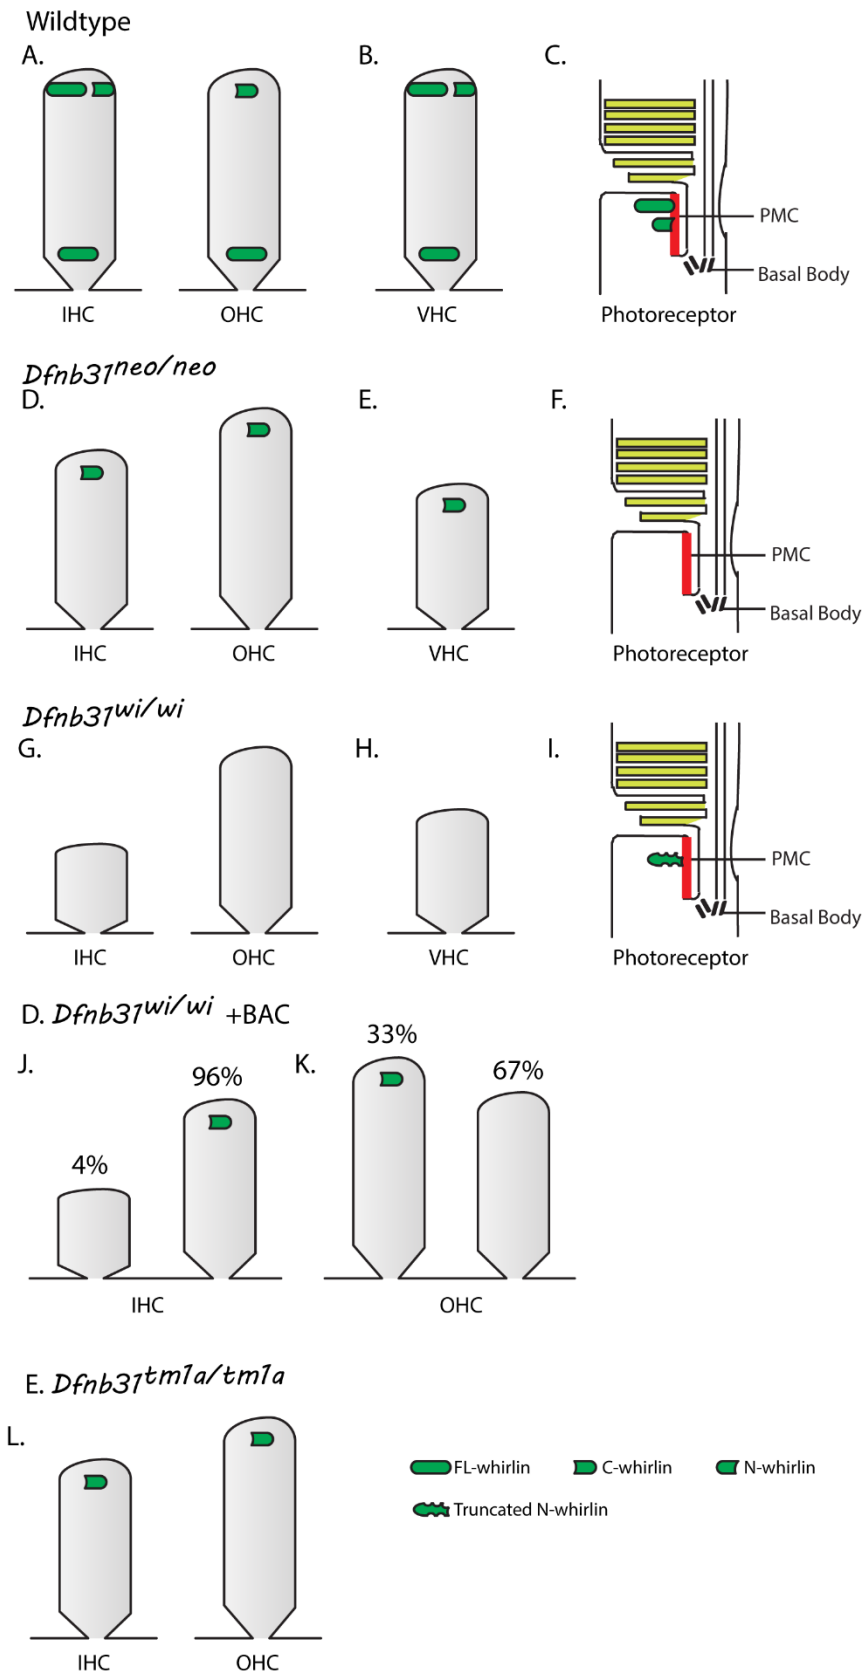 Wildtype
A.
B.
C.
PMC
Basal Body
IHC
OHC
VHC
Photoreceptor
Dfnb31neo/neo
D.
E.
F.
PMC
Basal Body
IHC
OHC
VHC
Photoreceptor
Dfnb31wi/wi
G.
H.
I.
PMC
Basal Body
IHC
OHC
VHC
Photoreceptor
D. Dfnb31wi/wi +BAC
J.
4%
96%
K.
33%
67%
IHC
OHC
E. Dfnb31tm1a/tm1a
L.
FL-whirlin
C-whirlin
N-whirlin
Truncated N-whirlin
IHC
OHC